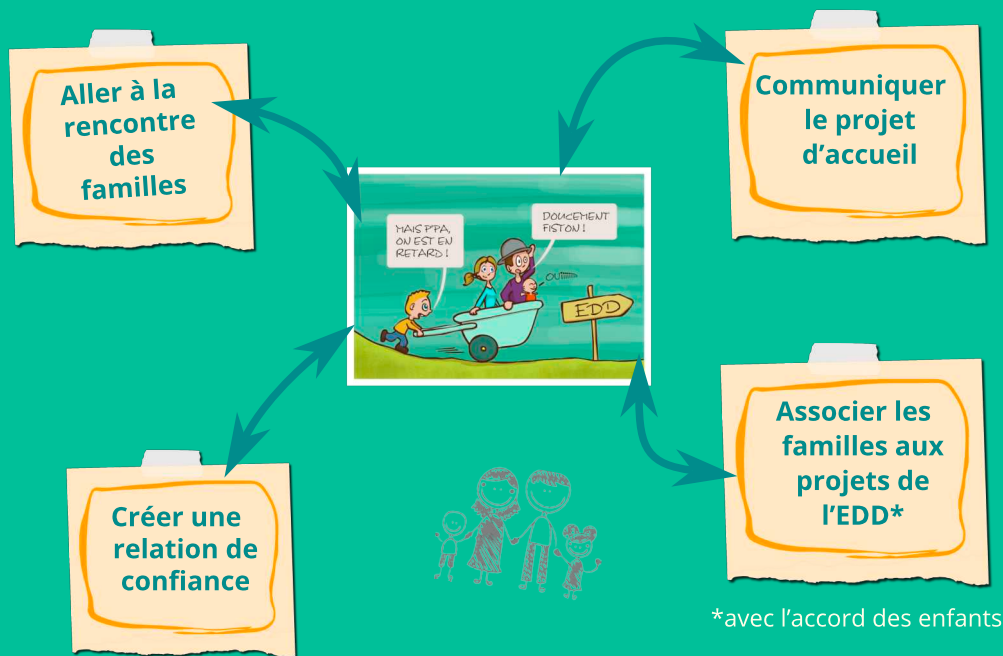 Aller à la
rencontre
des
familles
Communiquer
le projet
d’accueil
MAIS P'PA,
ON EST EN
RETARD !
DOUCEMENT
FISTON !
EDD
Créer une
relation de
confiance
Associer les
familles aux
projets de
l’EDD*
*avec l’accord des enfants